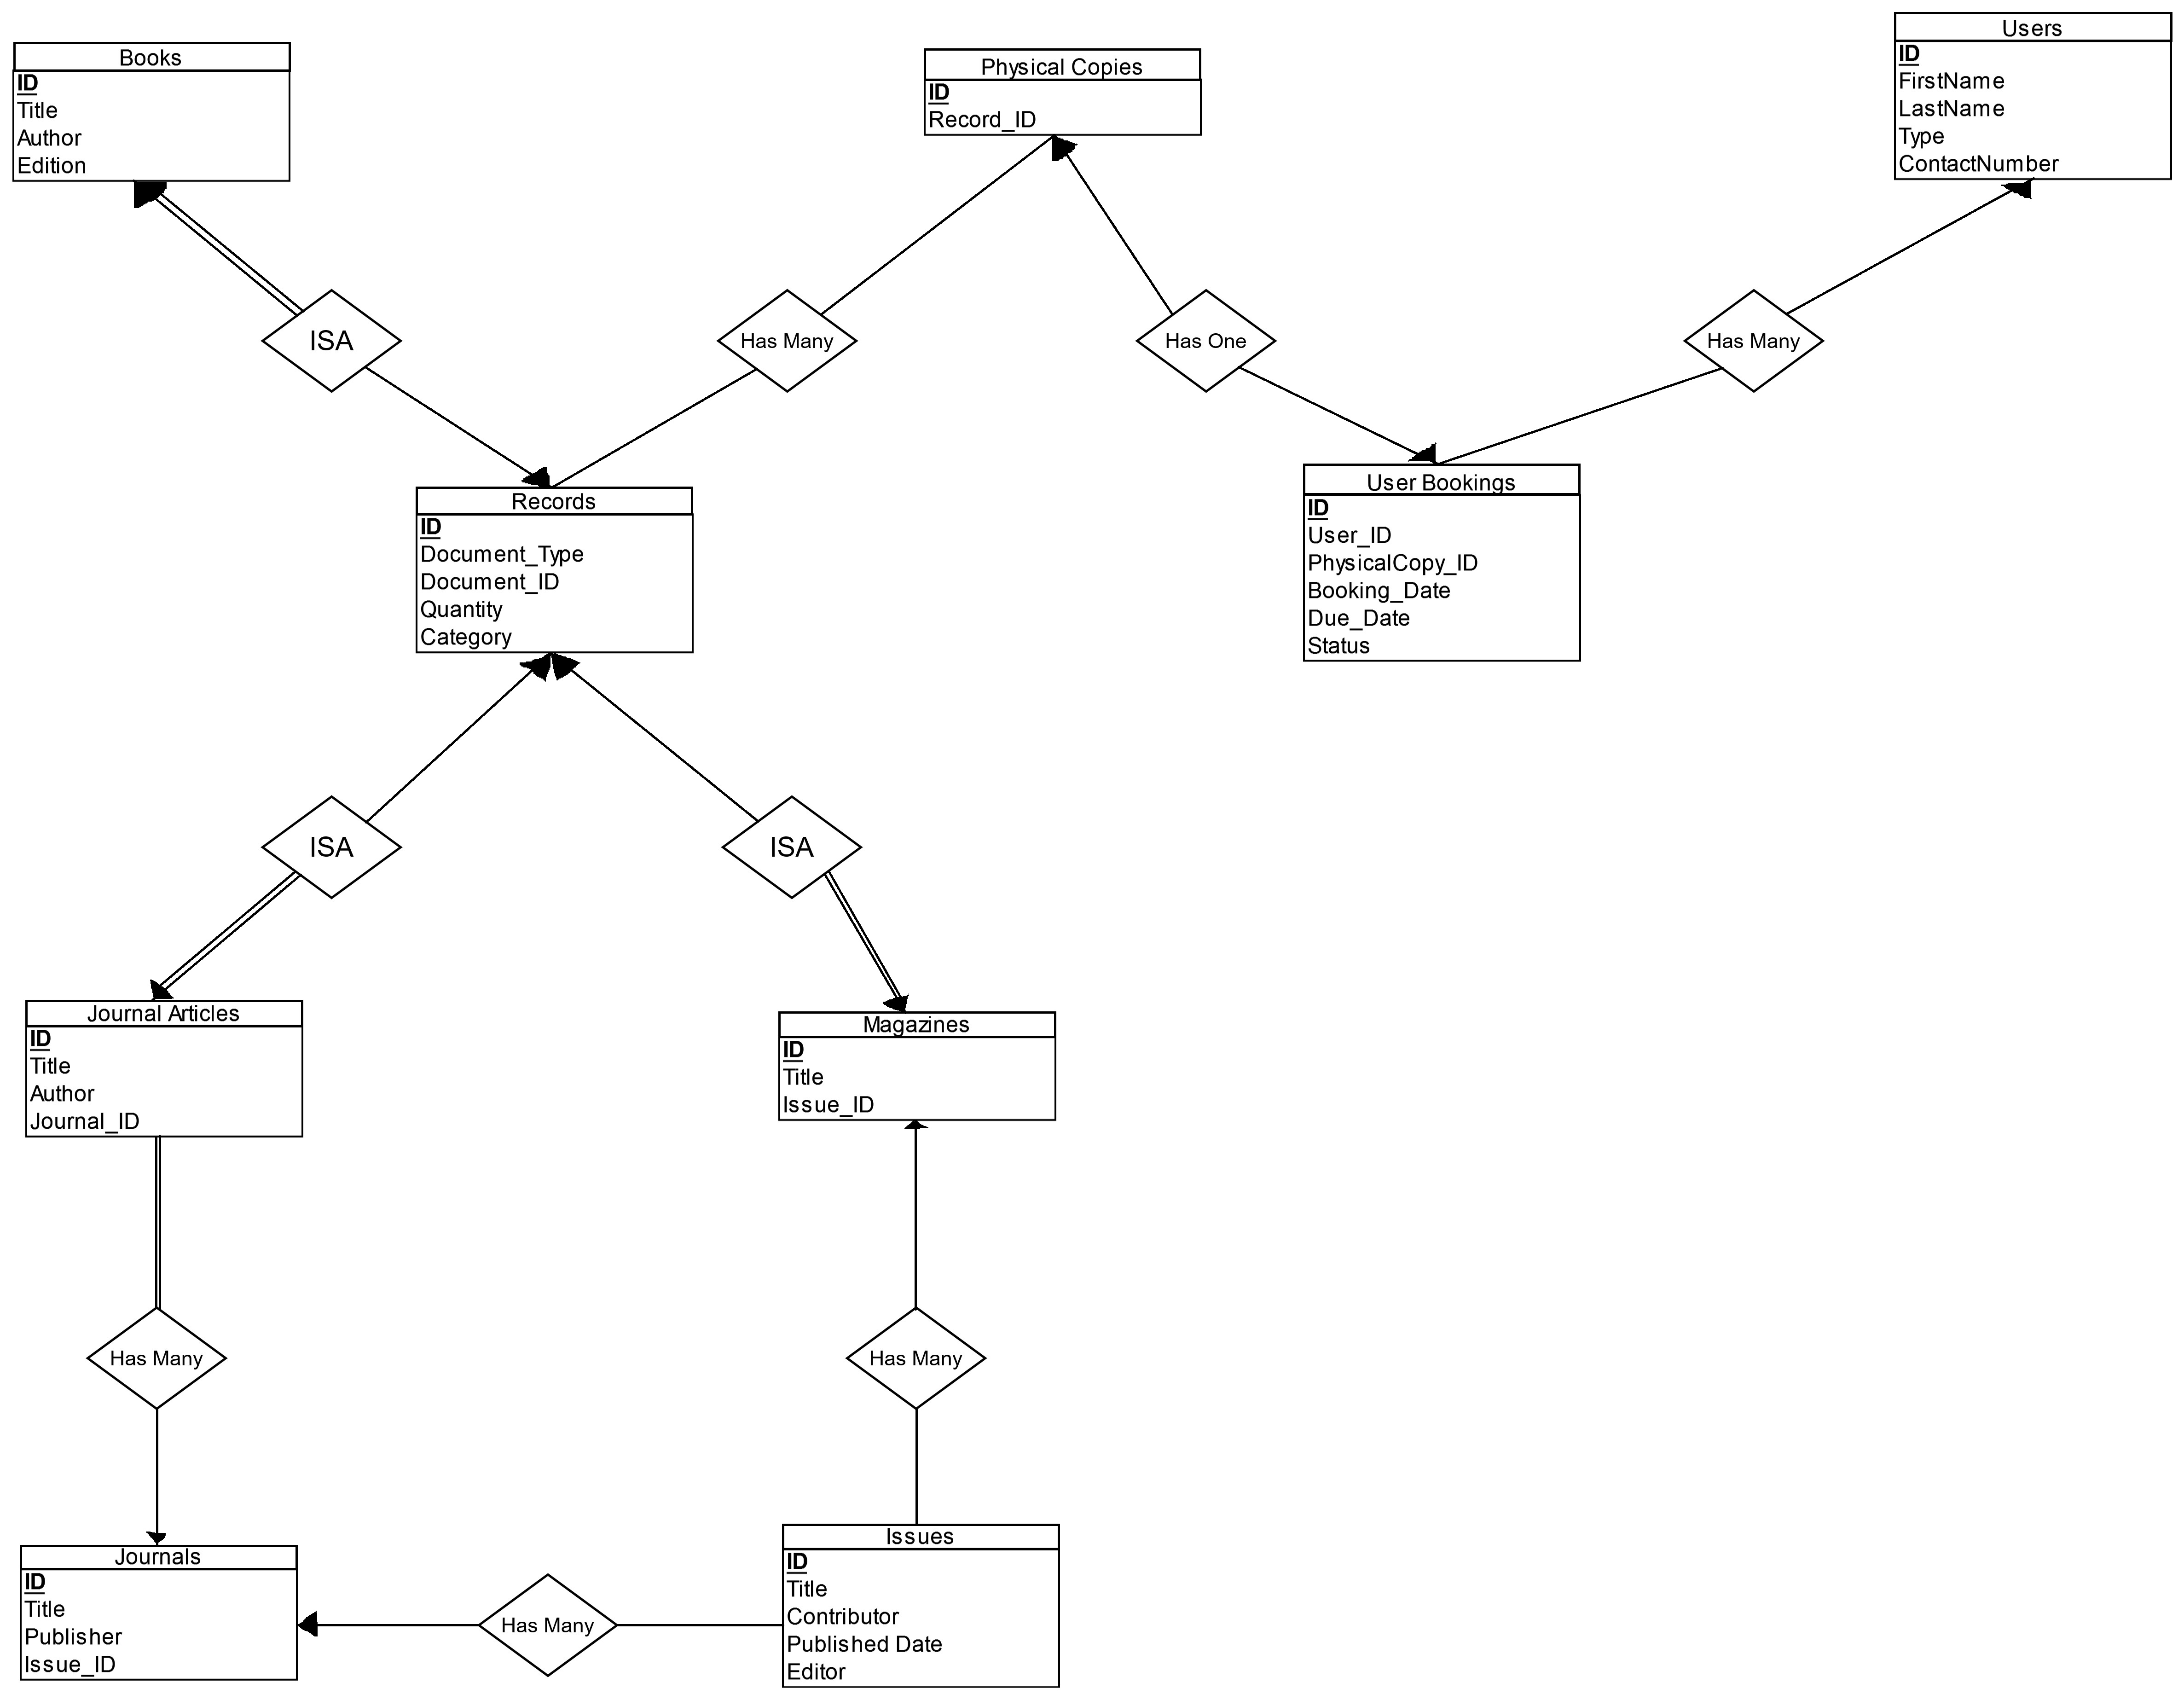 Books
ID
Title
Author
Edition
Physical Copies
ID
Record_ID
Users
ID
FirstName
LastName
Type
ContactNumber
ISA
Has Many
Has One
Has Many
Records
ID
Document_Type
Document_ID
Quantity
Category
User Bookings
ID
User_ID
PhysicalCopy_ID
Booking_Date
Due_Date
Status
ISA
ISA
Journal Articles
ID
Title
Author
Journal_ID
Magazines
ID
Title
Issue_ID
Has Many
Has Many
Journals
ID
Title
Publisher
Issue_ID
Has Many
Issues
ID
Title
Contributor
Published Date
Editor